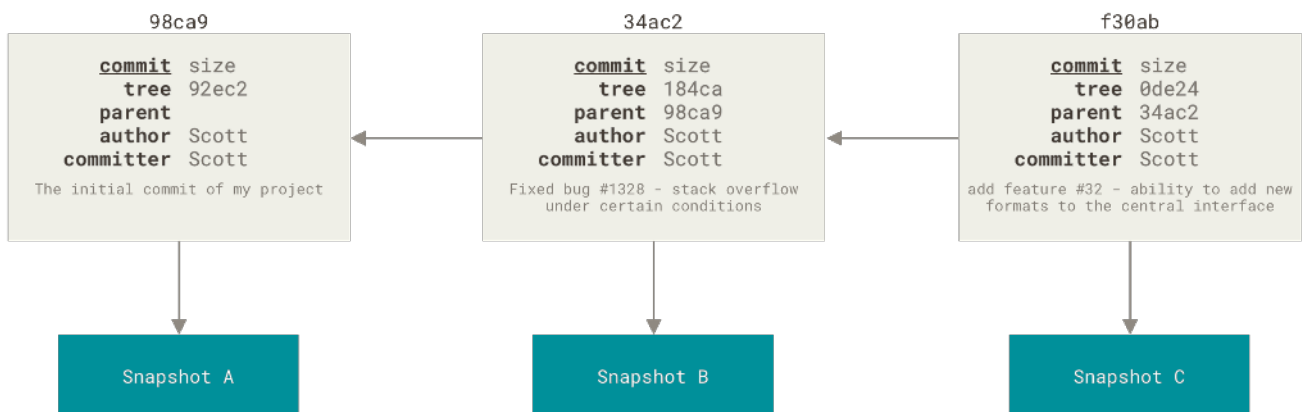 98ca9
commit size
tree 92ec2
parent
author Scott
committer Scott
The initial commit of my project
Snapshot A
34ac2
commit size
tree 184ca
parent 98ca9
author Scott
committer Scott
Fixed bug #1328 - stack overflow
under certain conditions
Snapshot B
f30ab
commit size
tree 0de24
parent 34ac2
author Scott
committer Scott
add feature #32 - ability to add new
formats to the central interface
Snapshot C